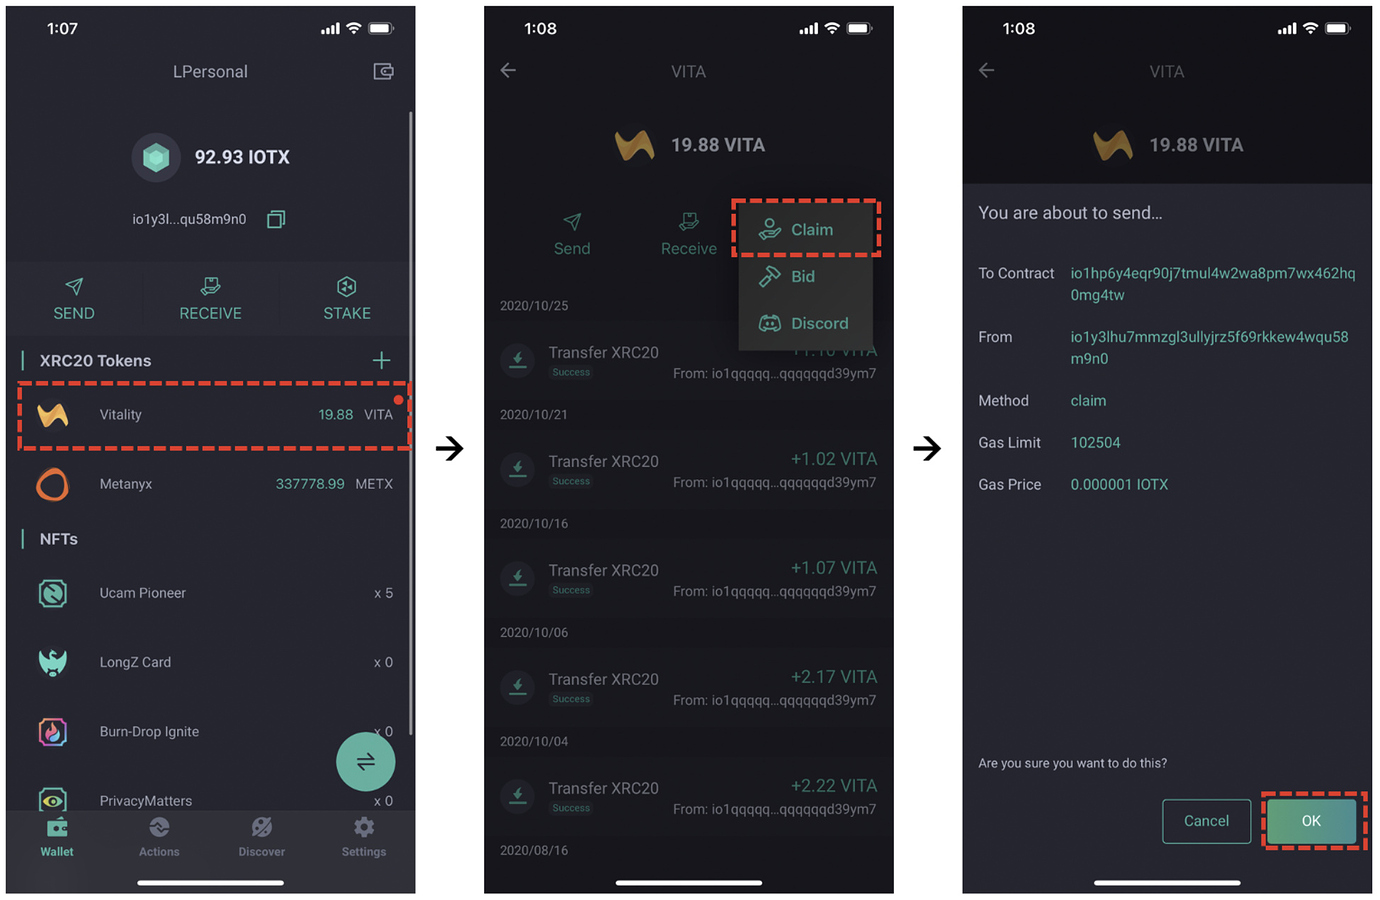 1:07
LPersonal
92.93 IOTX
io1y3l...qu58m9n0
SEND RECEIVE STAKE
XRC20 Tokens
Vitality 19.88 VITA
Metanyx 337778.99 METX
NFTs
Ucam Pioneer x 5
LongZ Card x 0
Burn-Drop Ignite x 0
PrivacyMatters x 0
Wallet Actions Discover Settings
1:08
VITA
19.88 VITA
Send Receive
Claim
Bid
Discord
2020/10/25
Transfer XRC20
Success From: io1qqqqq...qqqqqqd39ym7
2020/10/21
Transfer XRC20 +1.02 VITA
Success From: io1qqqqq...qqqqqqd39ym7
2020/10/16
Transfer XRC20 +1.07 VITA
Success From: io1qqqqq...qqqqqqd39ym7
2020/10/06
Transfer XRC20 +2.17 VITA
Success From: io1qqqqq...qqqqqqd39ym7
2020/10/04
Transfer XRC20 +2.22 VITA
Success From: io1qqqqq...qqqqqqd39ym7
2020/08/16
1:08
VITA
19.88 VITA
You are about to send...
To Contract io1hp6y4eqr90j7tmul4w2wa8pm7wx462hq
0mg4tw
From io1y3lhu7mmzgl3ullyjrz5f69rkkew4wqu58
m9n0
Method claim
Gas Limit 102504
Gas Price 0.000001 IOTX
Are you sure you want to do this?
Cancel OK